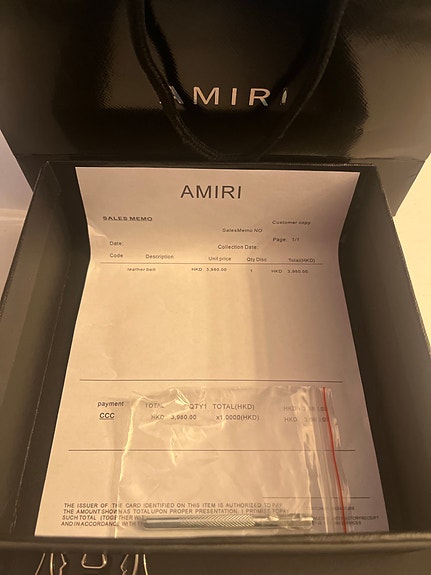 AMIRI
AMIRI
SALES MEMO
Customer copy
SalesMemo NO
Page: 1/1
Date:
Collection Date:
Code Description Unit price Qty Disc Total(HKD)
leather belt HKD 3,980.00 1 HKD 3,980.00
payment TOTAL QTY1 TOTAL(HKD)
CCC HKD 3,980.00 x1.0000(HKD)
THE ISSUER OF THE CARD IDENTIFIED ON THIS ITEM IS AUTHORIZED TO PAY
THE AMOUNT SHOWN AS TOTAL UPON PROPER PRESENTATION, I PROMISE TO
SUCH TOTAL (TOGETHER WITH
AND IN ACCORDANCE WITH